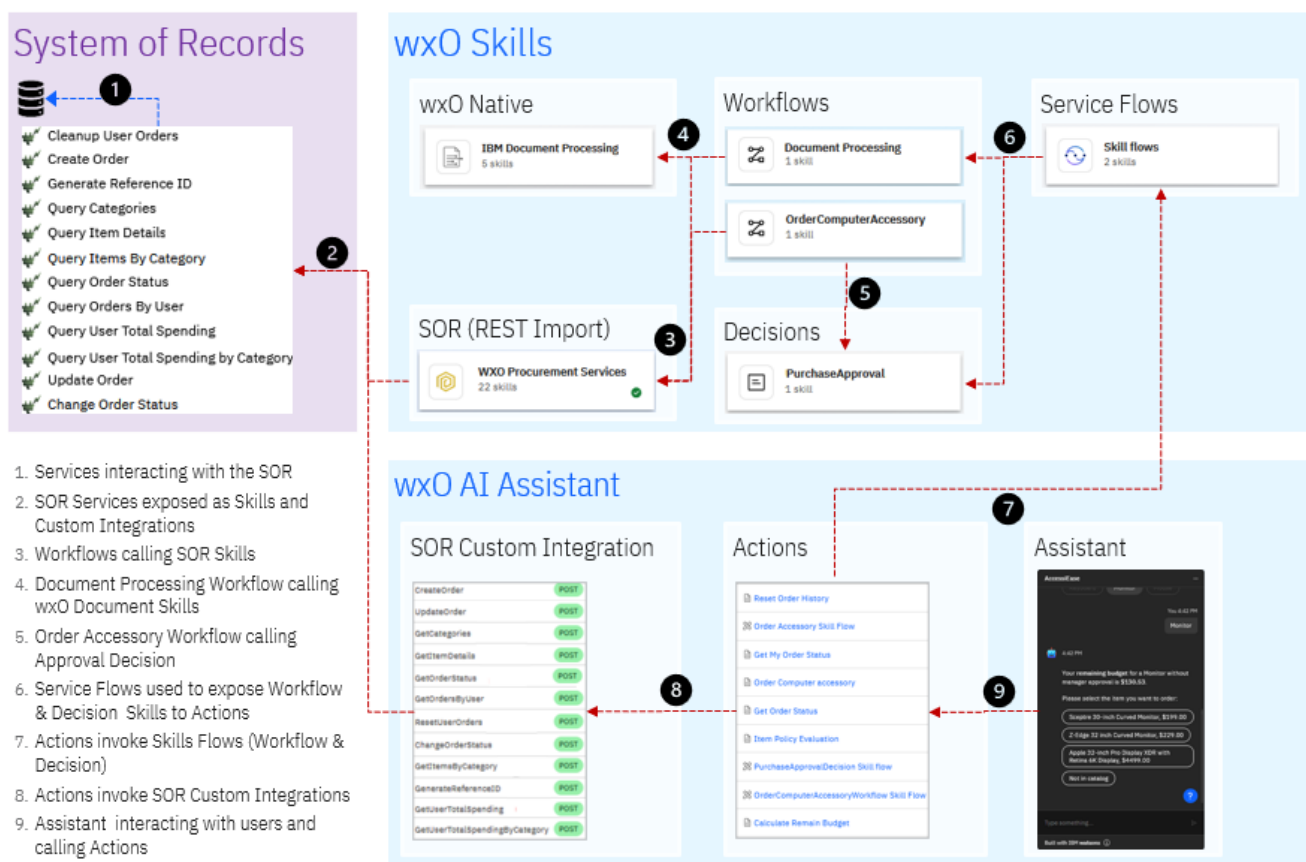 System of Records
1
Cleanup User Orders
Create Order
Generate Reference ID
Query Categories
Query Item Details
Query Items By Category
Query Order Status
Query Orders By User
Query User Total Spending
Query User Total Spending by Category
Update Order
Change Order Status
2
1. Services interacting with the SOR
2. SOR Services exposed as Skills and
Custom Integrations
3. Workflows calling SOR Skills
4. Document Processing Workflow calling
wxO Document Skills
5. Order Accessory Workflow calling
Approval Decision
6. Service Flows used to expose Workflow
& Decision Skills to Actions
7. Actions invoke Skills Flows (Workflow &
Decision)
8. Actions invoke SOR Custom Integrations
9. Assistant interacting with users and
calling Actions
wxO Skills
wxO Native
IBM Document Processing
5 skills
4
Workflows
Document Processing
1 skill
OrderComputerAccessory
1 skill
6
Service Flows
Skill flows
2 skills
5
SOR (REST Import)
WXO Procurement Services
22 skills
3
Decisions
PurchaseApproval
1 skill
wxO AI Assistant
7
SOR Custom Integration
CreateOrder POST
UpdateOrder POST
GetCategories POST
GetItemDetails POST
GetOrderStatus POST
GetOrdersByUser POST
ResetUserOrders POST
ChangeOrderStatus POST
GetItemsByCategory POST
GenerateReferenceID POST
GetUserTotalSpending POST
GetUserTotalSpendingByCategory POST
8
Actions
Reset Order History
Order Accessory Skill Flow
Get My Order Status
Order Computer accessory
Get Order Status
Item Policy Evaluation
PurchaseApprovalDecision Skill flow
OrderComputerAccessoryWorkflow Skill Flow
Calculate Remain Budget
9
Assistant
AccessEase
You 6:42 PM
Monitor
6:42 PM
Your remaining budget for a Monitor without
manager approval is $130.53.
Please select the item you want to order:
Sceptre 30-inch Curved Monitor, $199.00
Z-Edge 32 inch Curved Monitor, $229.00
Apple 32-inch Pro Display XDR with
Retina 6K Display, $4499.00
Not in catalog
?
Type something...
Built with IBM watsonx